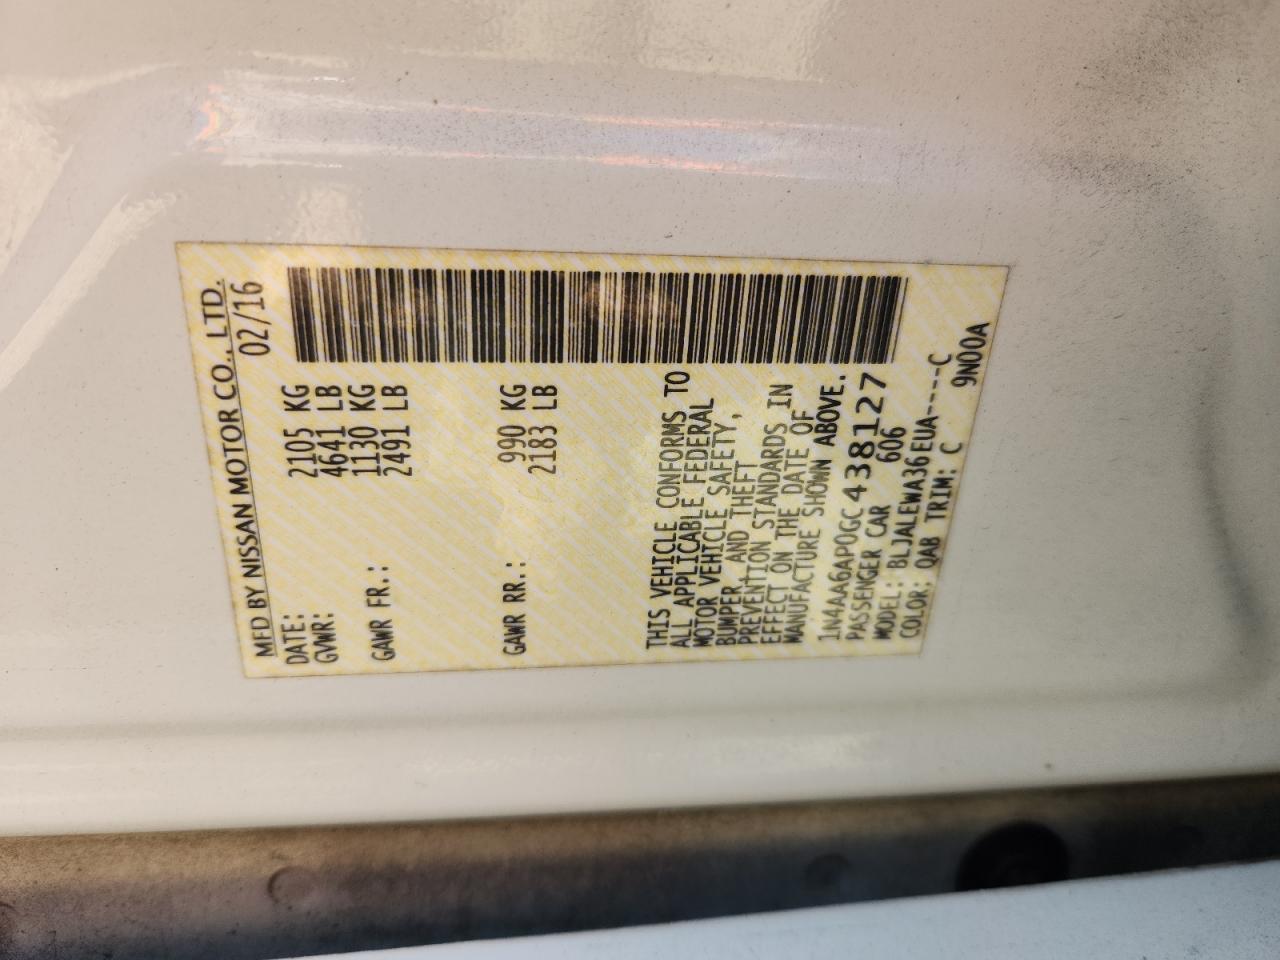 MFD BY NISSAN MOTOR CO., LTD.
DATE: 02/16
GVWR: 2105 KG
4641 LB
GAWR FR.: 1130 KG
2491 LB
GAWR RR.: 990 KG
2183 LB
THIS VEHICLE CONFORMS TO
ALL APPLICABLE FEDERAL
MOTOR VEHICLE SAFETY,
BUMPER, AND THEFT
PREVENTION STANDARDS IN
EFFECT ON THE DATE OF
MANUFACTURE SHOWN ABOVE.
1N4AA6AP0GC438127
PASSENGER CAR 606
MODEL: BLJALEWA36EUA----C
COLOR: QAB TRIM: C 9N00A